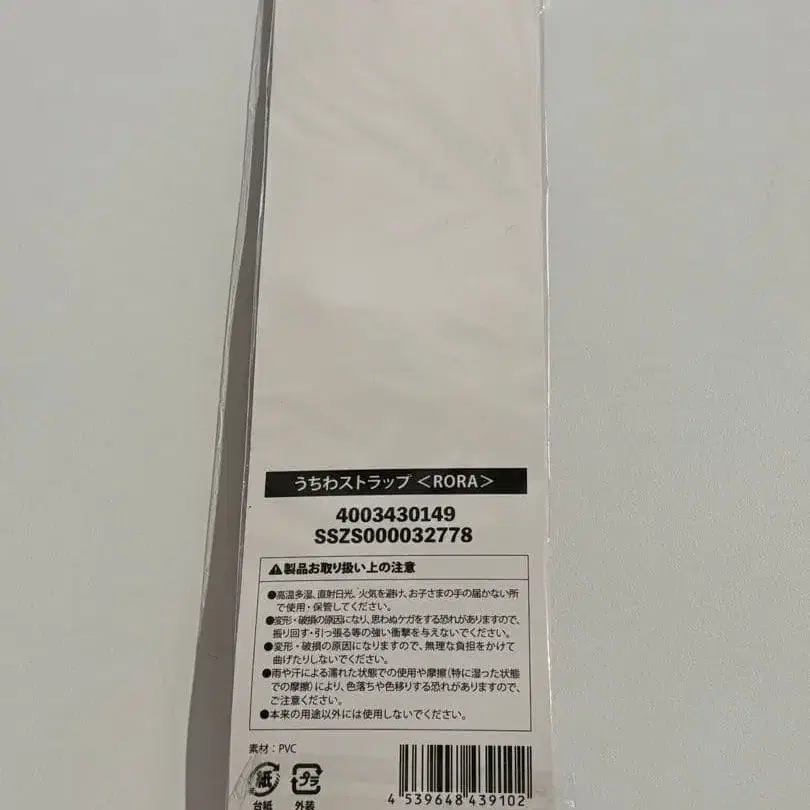 うちわストラップ <RORA>
4003430149
SSZS000032778
⚠製品お取り扱い上の注意
●高温多湿、直射日光、火気を避け、お子さまの手の届かない所
で使用・保管してください。
●変形・破損の原因になり、思わぬケガをする恐れがありますので、
振り回す・引っ張る等の強い衝撃を与えないでください。
●変形・破損の原因になりますので、無理な負担をかけて
曲げたりしないでください。
●雨や汗による濡れた状態での使用や摩擦(特に湿った状態
での摩擦)により、色落ちや色移りする恐れがありますので、
ご注意ください。
●本来の用途以外には使用しないでください。
素材：PVC
紙 プラ
台紙 外装
4 539648 439102